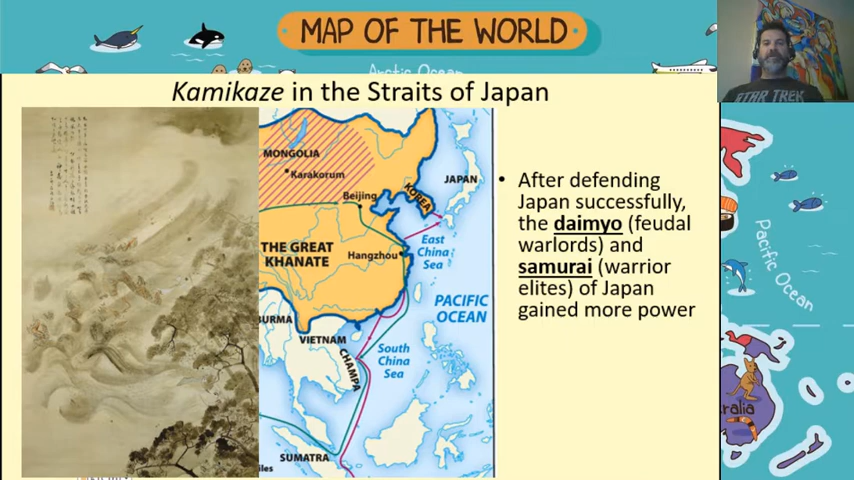 MAP OF THE WORLD
Arctic Ocean
STAR TREK
Kamikaze in the Straits of Japan
MONGOLIA
Karakorum
Beijing
KOREA
JAPAN
THE GREAT
KHANATE
Hangzhou
East
China
Sea
PACIFIC
OCEAN
BURMA
VIETNAM
CHAMPA
South
China
Sea
SUMATRA
iles
• After defending
Japan successfully,
the daimyo (feudal
warlords) and
samurai (warrior
elites) of Japan
gained more power
Pacific Ocean
ralia